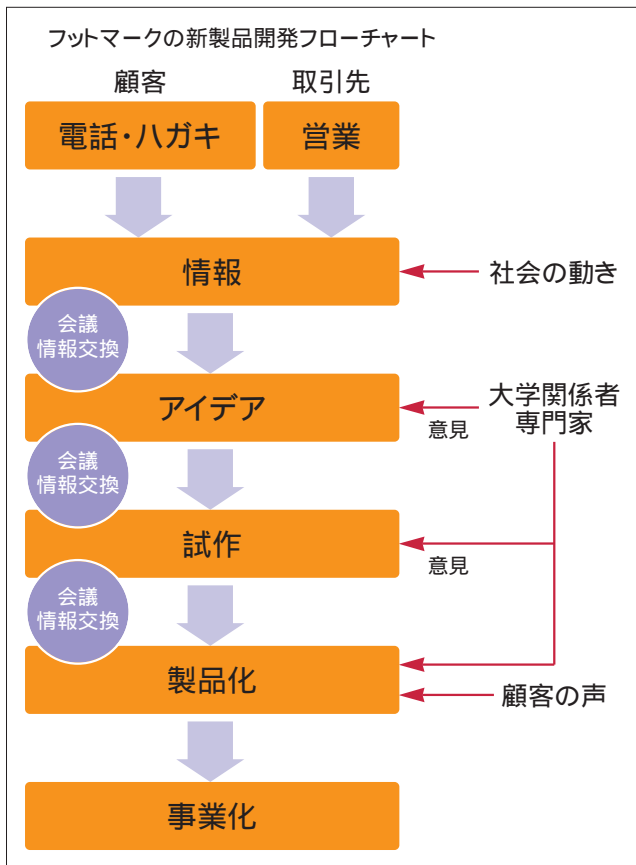 フットマークの新製品開発フローチャート
顧客
取引先
電話・ハガキ
営業
情報
社会の動き
会議
情報交換
アイデア
大学関係者
専門家
意見
会議
情報交換
試作
意見
会議
情報交換
製品化
顧客の声
事業化